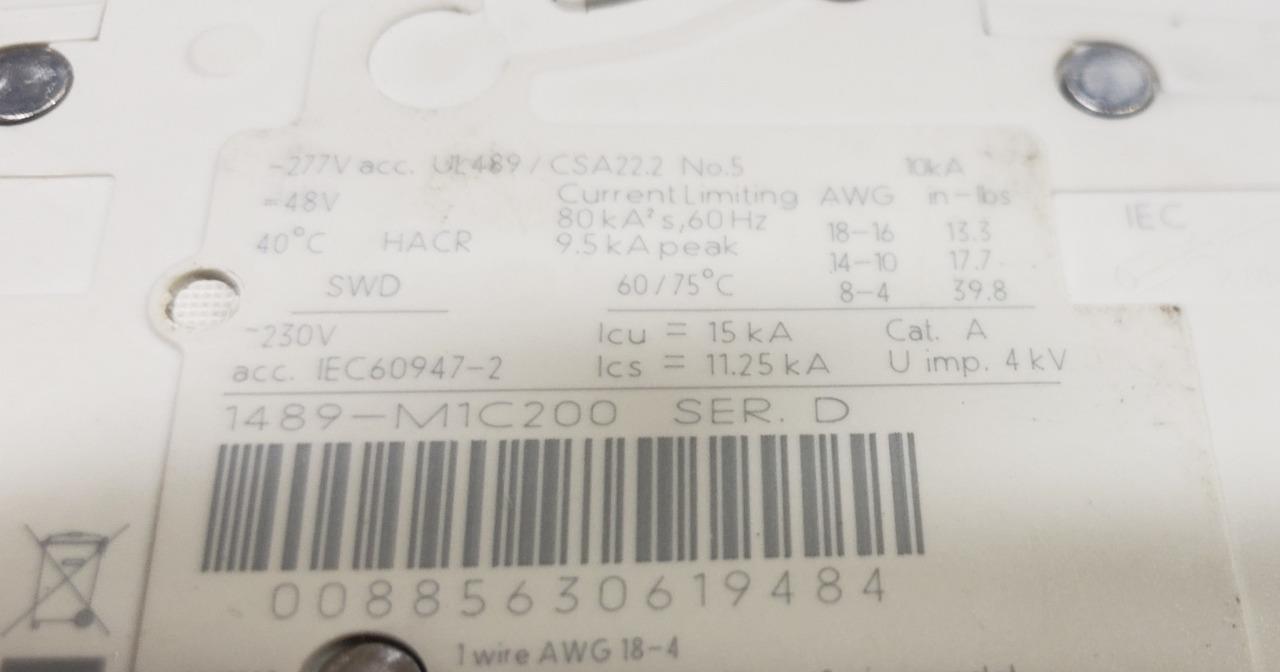 ~277V acc. UL489/CSA22.2 No.5 10kA
=48V Current Limiting AWG in-lbs
80 kA²s, 60 Hz 18-16 13.3
40°C HACR 9.5 kA peak 14-10 17.7
SWD 60/75°C 8-4 39.8
~230V Icu = 15 kA Cat. A
acc. IEC60947-2 Ics = 11.25 kA U imp. 4 kV
1489-M1C200 SER. D
00885630619484
1 wire AWG 18-4
IEC